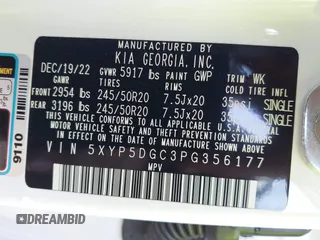 MANUFACTURED BY
KIA GEORGIA, INC.
DEC/19/22 GVWR 5917 lbs PAINT GWP TRIM WK
GAWR TIRES RIMS COLD TIRE INFL
FRONT 2954 lbs 245/50R20 7.5Jx20 35psi SINGLE
REAR 3196 lbs 245/50R20 7.5Jx20 SINGLE
THIS VEHICLE CONFORMS TO ALL APPLICABLE
FEDERAL MOTOR VEHICLE SAFETY, BUMPER, AND
THEFT PREVENTION STANDARDS IN EFFECT ON
THE DATE OF MANUFACTURE SHOWN ABOVE.
VIN 5XYP5DGC3PG356177
MPV
9110
DREAMBID